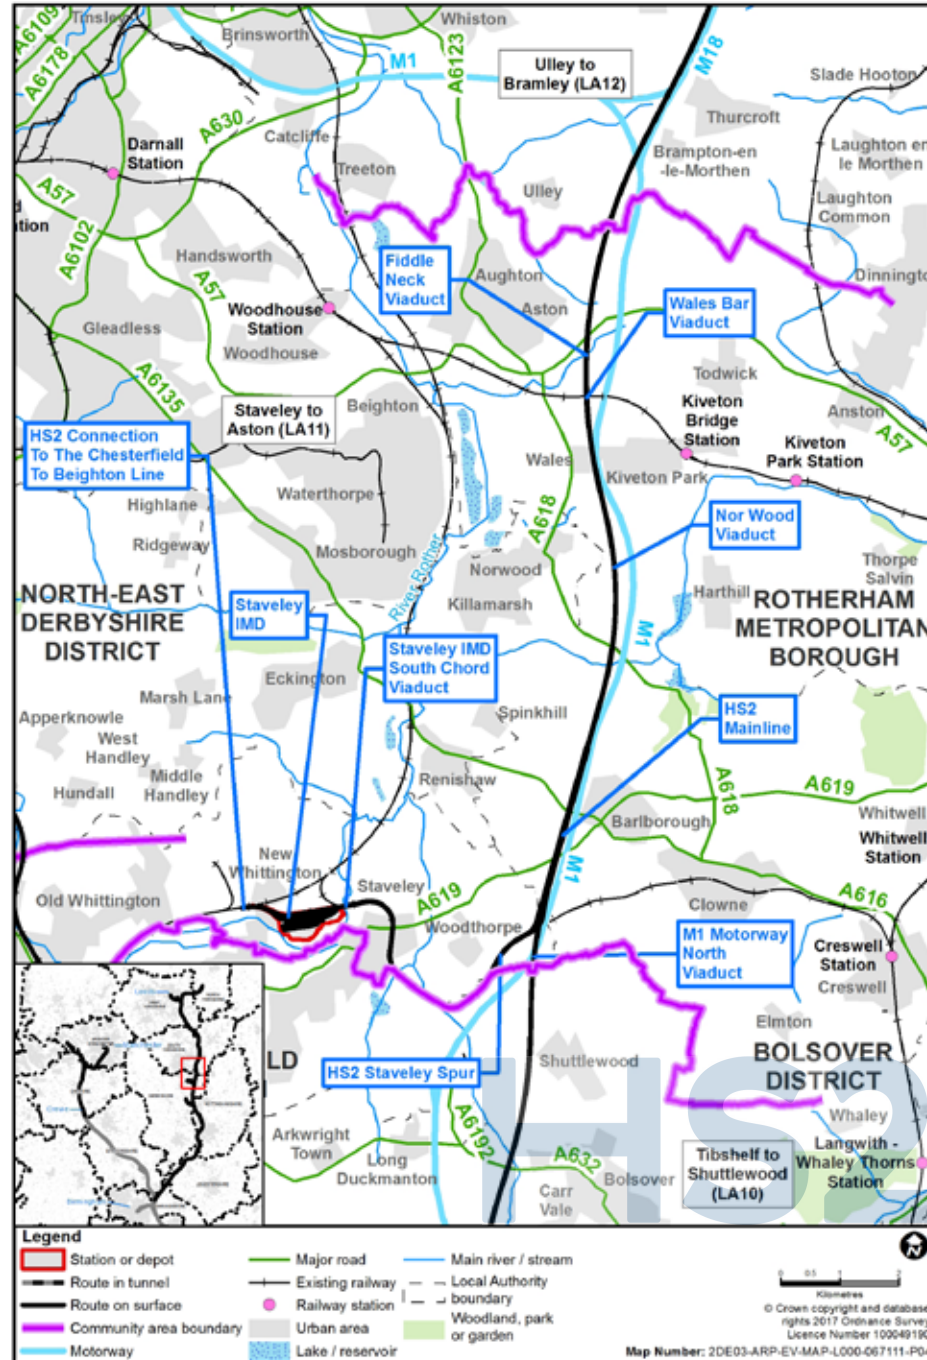 Tinsley
A6109
A6178
Brinsworth
Whiston
M1
A6123
Ulley to
Bramley (LA12)
M18
Slade Hooton
A630
Catcliffe
Thurcroft
Darnall
Station
Treeton
Brampton-en
-le-Morthen
Laughton en
le Morthen
A57
Ulley
Laughton
Common
A6102
Handsworth
Fiddle
Neck
Viaduct
Aughton
Dinnington
A57
Woodhouse
Station
Aston
Wales Bar
Viaduct
Gleadless
Woodhouse
A6135
Todwick
Beighton
Kiveton
Bridge
Station
Anston
Staveley to
Aston (LA11)
HS2 Connection
To The Chesterfield
To Beighton Line
Kiveton
Park Station
A57
Wales
Kiveton Park
Waterthorpe
Highlane
A618
Nor Wood
Viaduct
Ridgeway
Mosborough
River Rother
Norwood
Thorpe
Salvin
NORTH-EAST
DERBYSHIRE
DISTRICT
Staveley
IMD
Killamarsh
Harthill
ROTHERHAM
METROPOLITAN
BOROUGH
M1
Staveley IMD
South Chord
Viaduct
Eckington
Marsh Lane
Apperknowle
Spinkhill
HS2
Mainline
West
Handley
Middle
Handley
Hundall
Renishaw
A618
A619
Barlborough
Whitwell
Whitwell
Station
New
Whittington
M1
Old Whittington
Staveley
A619
A616
Clowne
Woodthorpe
M1 Motorway
North
Viaduct
Creswell
Station
Creswell
Elmton
LD
Shuttlewood
BOLSOVER
DISTRICT
HS2 Staveley Spur
HS2
Whaley
Arkwright
Town
A6192
Long
Duckmanton
A632
Bolsover
Carr
Vale
Tibshelf to
Shuttlewood
(LA10)
Langwith -
Whaley Thorns
Station
Legend
Station or depot
Route in tunnel
Route on surface
Community area boundary
Motorway
Major road
Existing railway
Railway station
Urban area
Lake / reservoir
Main river / stream
Local Authority
boundary
Woodland, park
or garden
N
0 0.5 1 2
Kilometres
© Crown copyright and database
rights 2017 Ordnance Survey
Licence Number 100049190
Map Number: 2DE03-ARP-EV-MAP-L000-067111-P04